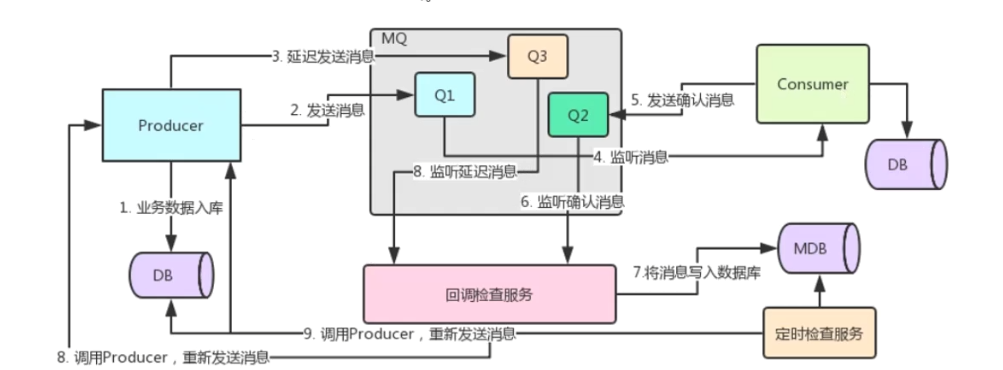 MQ
3. 延迟发送消息
Q3
Q1
2. 发送消息
Producer
Q2
5. 发送确认消息
Consumer
4. 监听消息
DB
8. 监听延迟消息
6. 监听确认消息
1. 业务数据入库
DB
回调检查服务
7.将消息写入数据库
MDB
9. 调用Producer，重新发送消息
定时检查服务
8. 调用Producer，重新发送消息